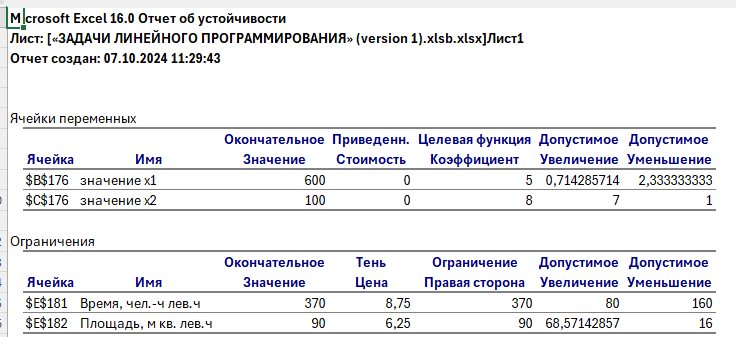 Microsoft Excel 16.0 Отчет об устойчивости
Лист: [«ЗАДАЧИ ЛИНЕЙНОГО ПРОГРАММИРОВАНИЯ» (version 1).xlsb.xlsx]Лист1
Отчет создан: 07.10.2024 11:29:43
Ячейки переменных
Окончательное Приведенн. Целевая функция Допустимое Допустимое
Ячейка Имя Значение Стоимость Коэффициент Увеличение Уменьшение
$B$176 значение x1 600 0 5 0,714285714 2,333333333
$C$176 значение x2 100 0 8 7 1
Ограничения
Окончательное Тень Ограничение Допустимое Допустимое
Ячейка Имя Значение Цена Правая сторона Увеличение Уменьшение
$E$181 Время, чел.-ч лев.ч 370 8,75 370 80 160
$E$182 Площадь, м кв. лев.ч 90 6,25 90 68,57142857 16